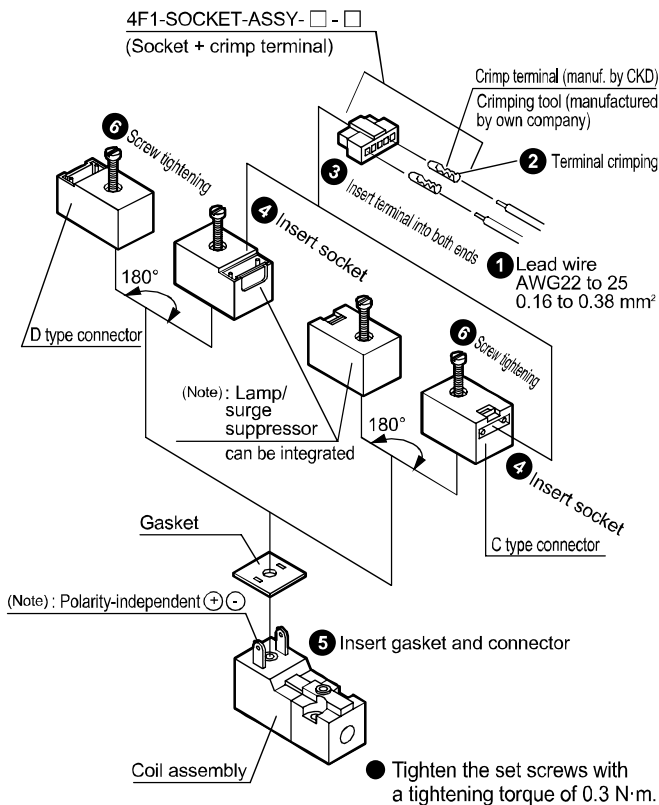 4F1-SOCKET-ASSY- □ - □
(Socket + crimp terminal)
Crimp terminal (manuf. by CKD)
Crimping tool (manufactured
by own company)
2 Terminal crimping
3 Insert terminal into both ends
1 Lead wire
AWG22 to 25
0.16 to 0.38 mm²
6 Screw tightening
4 Insert socket
180°
D type connector
(Note) : Lamp/
surge
suppressor
can be integrated
180°
6 Screw tightening
4 Insert socket
C type connector
Gasket
(Note) : Polarity-independent ⊕ ⊖
5 Insert gasket and connector
Coil assembly
● Tighten the set screws with
a tightening torque of 0.3 N·m.